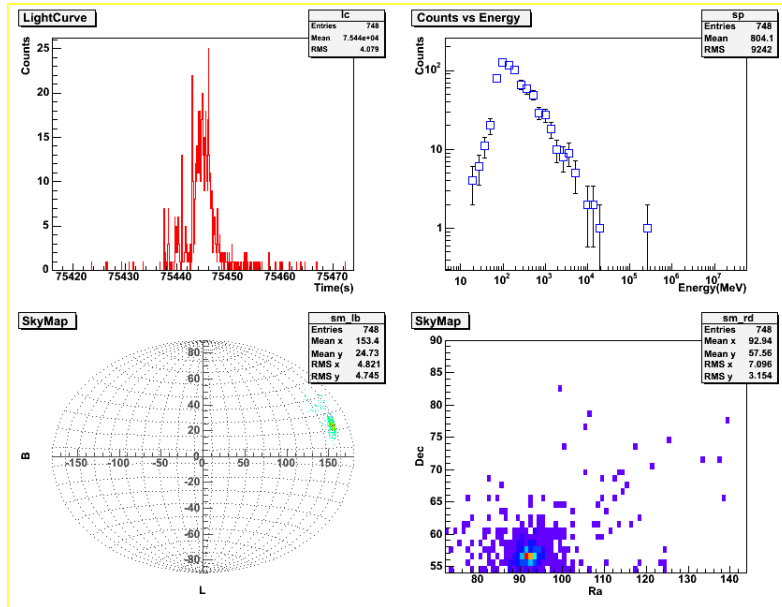 LightCurve
lc
Entries 748
Mean 7.544e+04
RMS 4.079
Counts
25
20
15
10
5
0
75420 75430 75440 75450 75460 75470
Time(s)
Counts vs Energy
sp
Entries 748
Mean 804.1
RMS 9242
Counts
10²
10
1
10 10² 10³ 10⁴ 10⁵ 10⁶ 10⁷
Energy(MeV)
SkyMap
sm_lb
Entries 748
Mean x 153.4
Mean y 24.73
RMS x 4.821
RMS y 4.745
B
80
60
40
20
0
-150 -100 -50 0 50 100 150
-20
-40
-60
-80
L
SkyMap
sm_rd
Entries 748
Mean x 92.94
Mean y 57.56
RMS x 7.096
RMS y 3.154
Dec
90
85
80
75
70
65
60
55
80 90 100 110 120 130 140
Ra